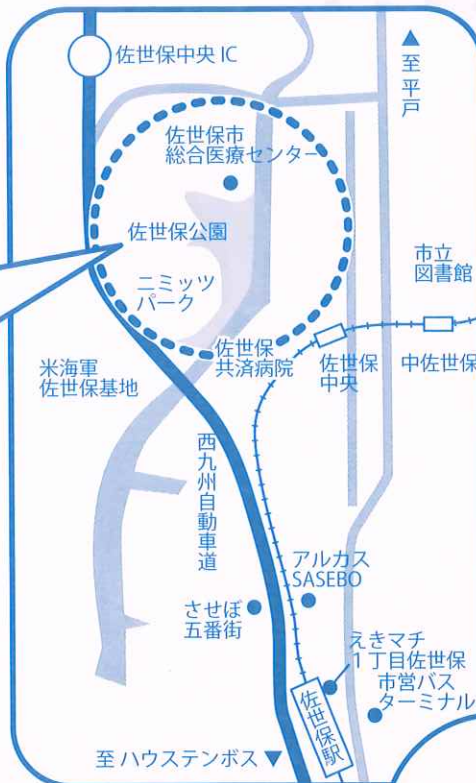 佐世保中央 IC
▲至平戸
佐世保市
総合医療センター
佐世保公園
ニミッツ
パーク
市立
図書館
佐世保
共済病院
佐世保
中央
中佐世保
米海軍
佐世保基地
西九州自動車道
アルカス
SASEBO
させぼ
五番街
えきマチ
１丁目佐世保
市営バス
ターミナル
佐世保駅
至 ハウステンボス▼